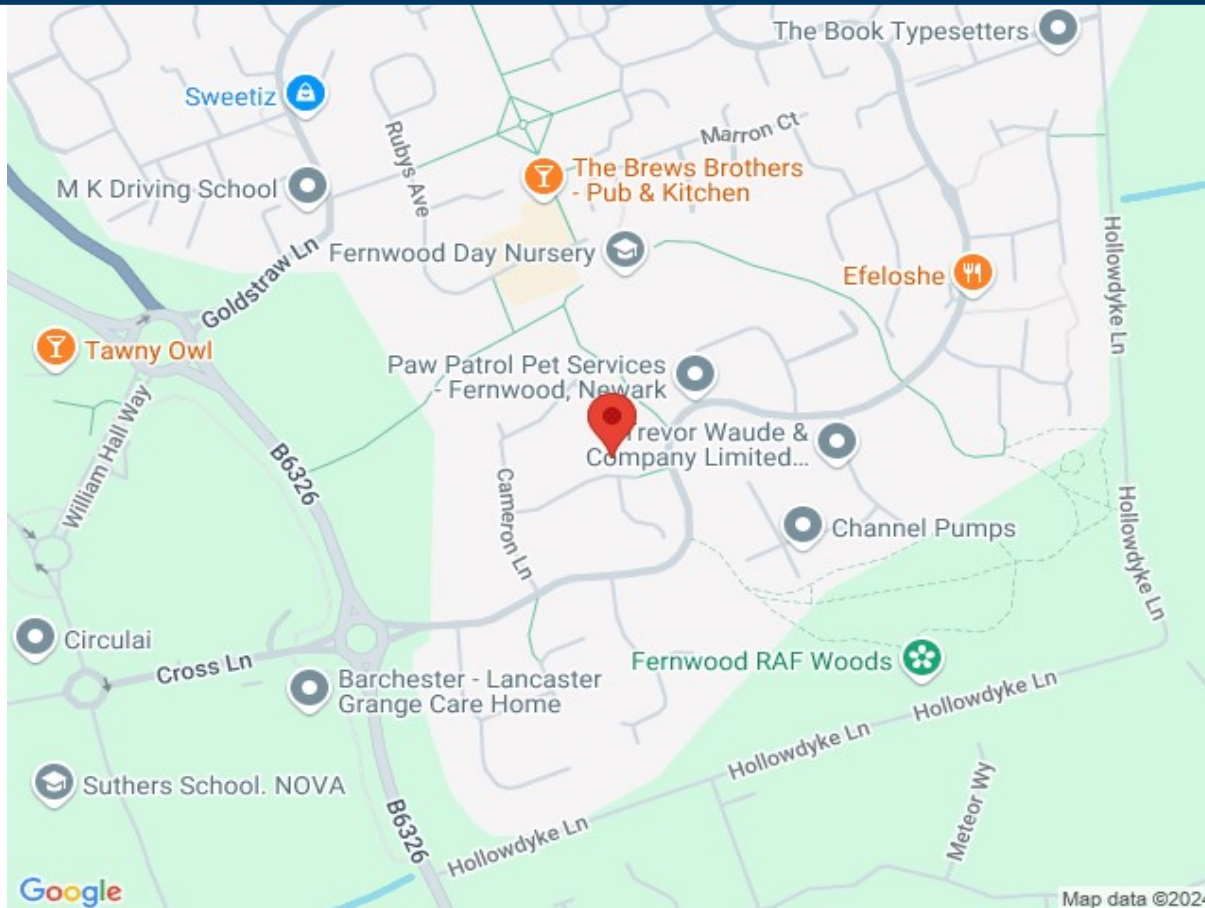 The Book Typesetters
Sweetiz
Marron Ct
Rubys Ave
The Brews Brothers
- Pub & Kitchen
M K Driving School
Fernwood Day Nursery
Hollowdyke Ln
Goldstraw Ln
Efeloshe
Tawny Owl
Paw Patrol Pet Services
- Fernwood, Newark
William Hall Way
B6326
Trevor Waude &
Company Limited...
Cameron Ln
Channel Pumps
Hollowdyke Ln
Circulai
Cross Ln
Fernwood RAF Woods
Barchester - Lancaster
Grange Care Home
Hollowdyke Ln
Hollowdyke Ln
Suthers School. NOVA
Meteor Wy
B6326
Hollowdyke Ln
Google
Map data ©2024